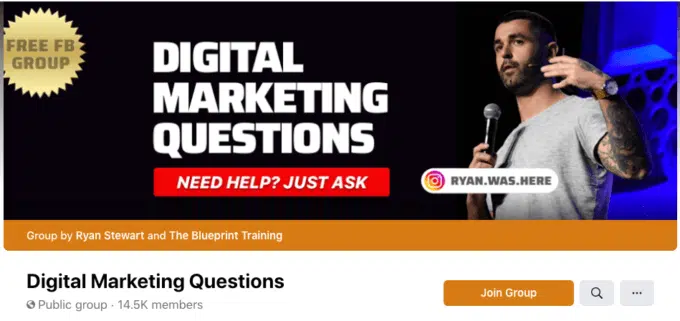 FREE FB
GROUP
DIGITAL
MARKETING
QUESTIONS
NEED HELP? JUST ASK
RYAN.WAS.HERE
Group by Ryan Stewart and The Blueprint Training
Digital Marketing Questions
Public group · 14.5K members
Join Group